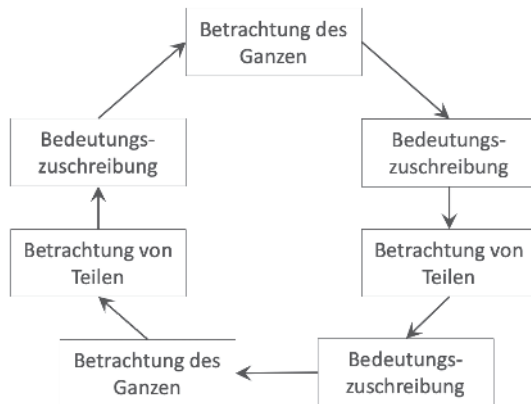 Betrachtung des
Ganzen
Bedeutungs-
zuschreibung
Betrachtung von
Teilen
Bedeutungs-
zuschreibung
Betrachtung des
Ganzen
Betrachtung von
Teilen
Bedeutungs-
zuschreibung